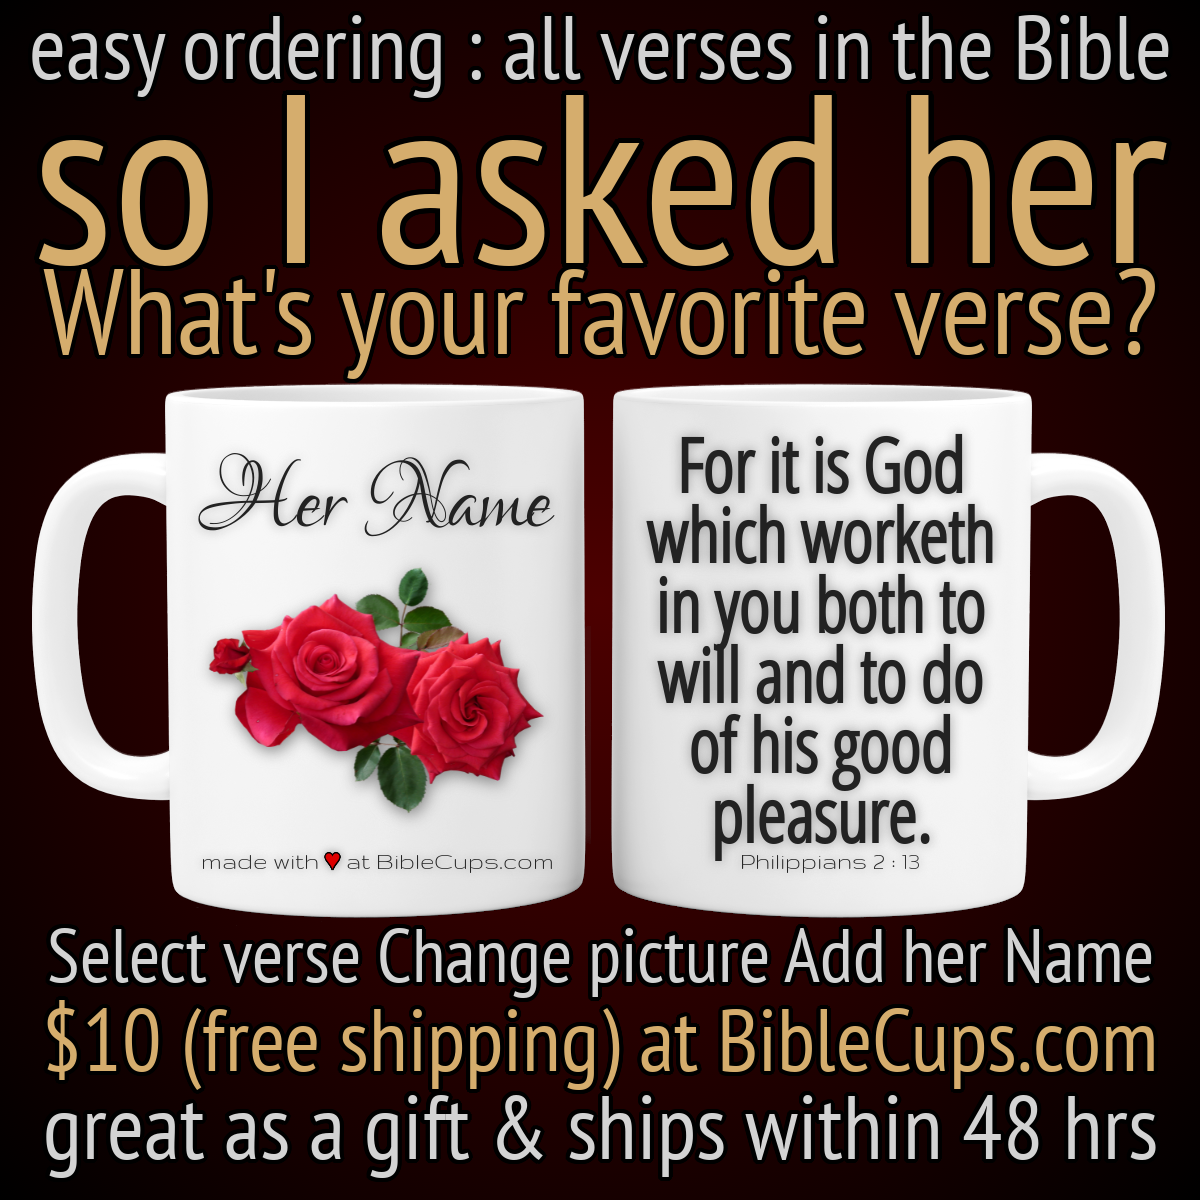 easy ordering : all verses in the Bible
so I asked her
What's your favorite verse?
Her Name
made with at BibleCups.com
For it is God
which worketh
in you both to
will and to do
of his good
pleasure.
Philippians 2 : 13
Select verse Change picture Add her Name
$10 (free shipping) at BibleCups.com
great as a gift & ships within 48 hrs